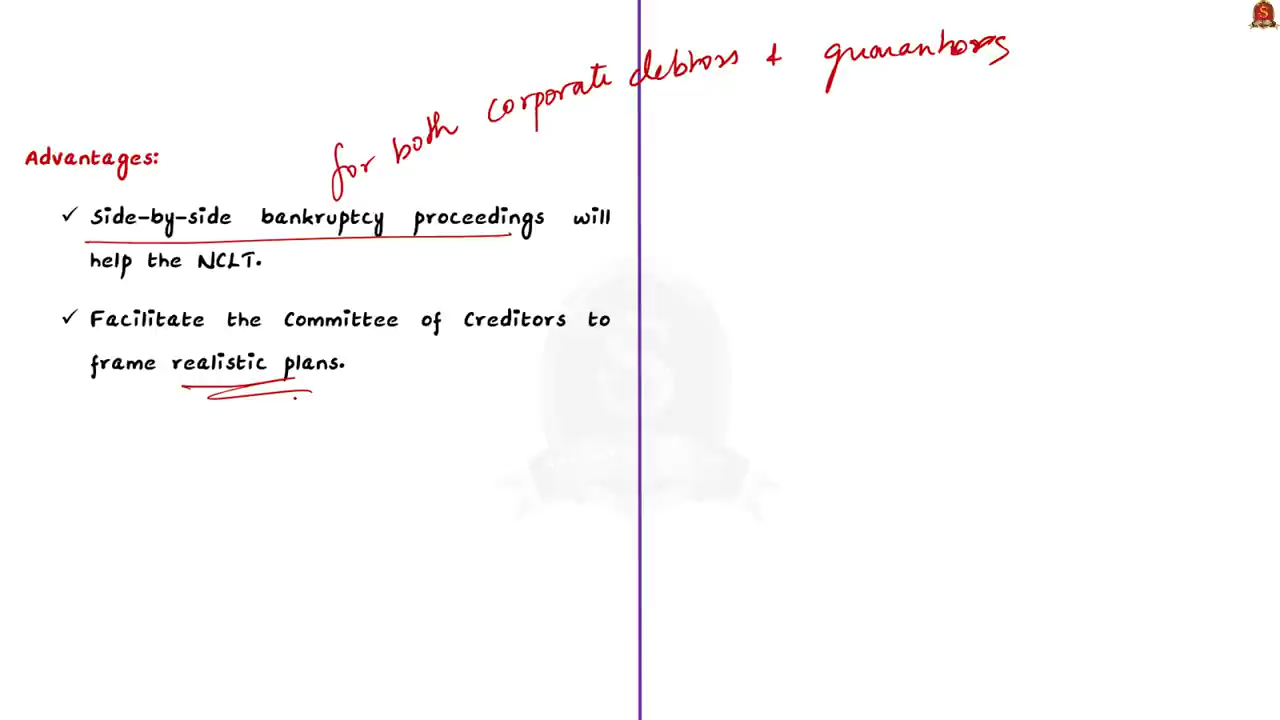 for both corporate debtors & guarantors
Advantages:
✓ Side-by-side bankruptcy proceedings will
help the NCLT.
✓ Facilitate the Committee of Creditors to
frame realistic plans.